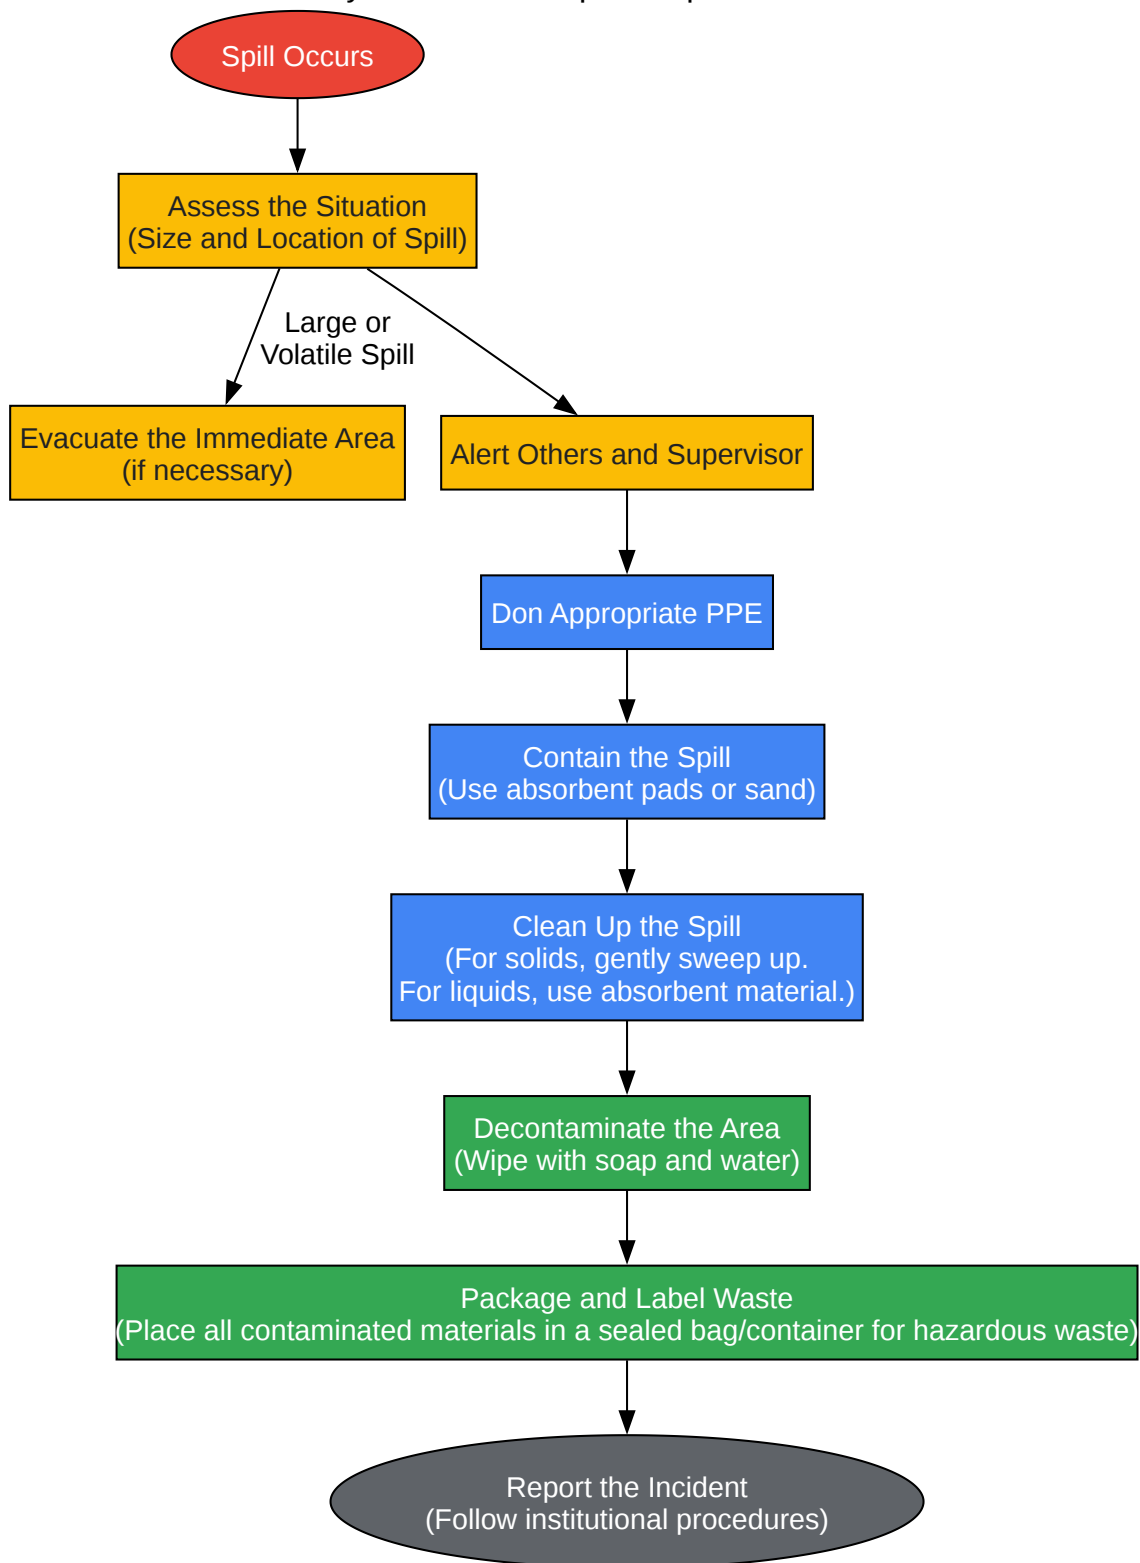 Spill Occurs
Assess the Situation
(Size and Location of Spill)
Large or
Volatile Spill
Evacuate the Immediate Area
(if necessary)
Alert Others and Supervisor
Don Appropriate PPE
Contain the Spill
(Use absorbent pads or sand)
Clean Up the Spill
(For solids, gently sweep up.
For liquids, use absorbent material.)
Decontaminate the Area
(Wipe with soap and water)
Package and Label Waste
(Place all contaminated materials in a sealed bag/container for hazardous waste)
Report the Incident
(Follow institutional procedures)